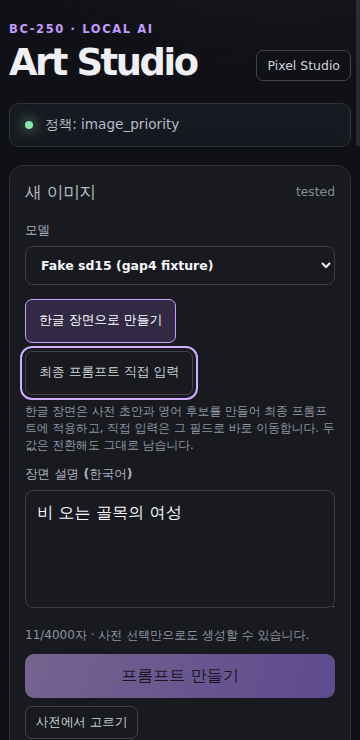 BC-250 · LOCAL AI
Art Studio
Pixel Studio
정책: image_priority
새 이미지
tested
모델
Fake sd15 (gap4 fixture)
한글 장면으로 만들기
최종 프롬프트 직접 입력
한글 장면은 사전 초안과 영어 후보를 만들어 최종 프롬프
트에 적용하고, 직접 입력은 그 필드로 바로 이동합니다. 두
값은 전환해도 그대로 남습니다.
장면 설명 (한국어)
비 오는 골목의 여성
11/4000자 · 사전 선택만으로도 생성할 수 있습니다.
프롬프트 만들기
사전에서 고르기